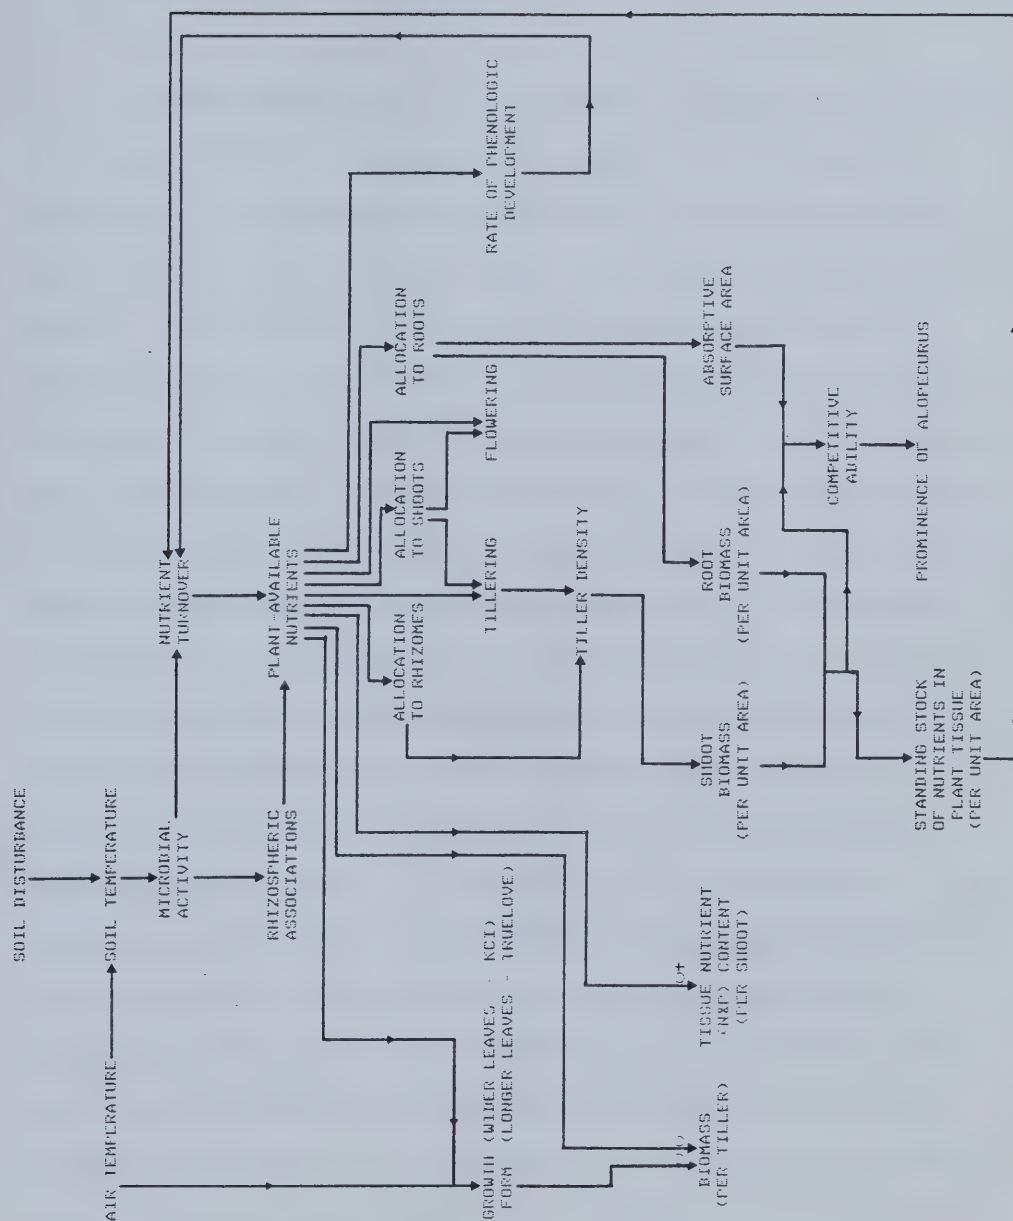 SOIL DISTURBANCE
AIR TEMPERATURE
SOIL TEMPERATURE
MICROBIAL
ACTIVITY
NUTRIENT
TURNOVER
RHIZOSPHERIC
ASSOCIATIONS
PLANT-AVAILABLE
NUTRIENTS
ALLOCATION
TO RHIZOMES
ALLOCATION
TO SHOOTS
ALLOCATION
TO ROOTS
GROWTH (WIDER LEAVES - KCI)
FORM (LONGER LEAVES - TRUELOVE)
TILLERING
FLOWERING
RATE OF PHENOLOGIC
DEVELOPMENT
TILLER DENSITY
BIOMASS
(PER TILLER)
TISSUE NUTRIENT
(N&P) CONTENT
(PER SHOOT)
SHOOT
BIOMASS
(PER UNIT AREA)
ROOT
BIOMASS
(PER UNIT AREA)
ABSORPTIVE
SURFACE AREA
COMPETITIVE
ABILITY
STANDING STOCK
OF NUTRIENTS IN
PLANT TISSUE
(PER UNIT AREA)
PROMINENCE OF ALOPECURUS